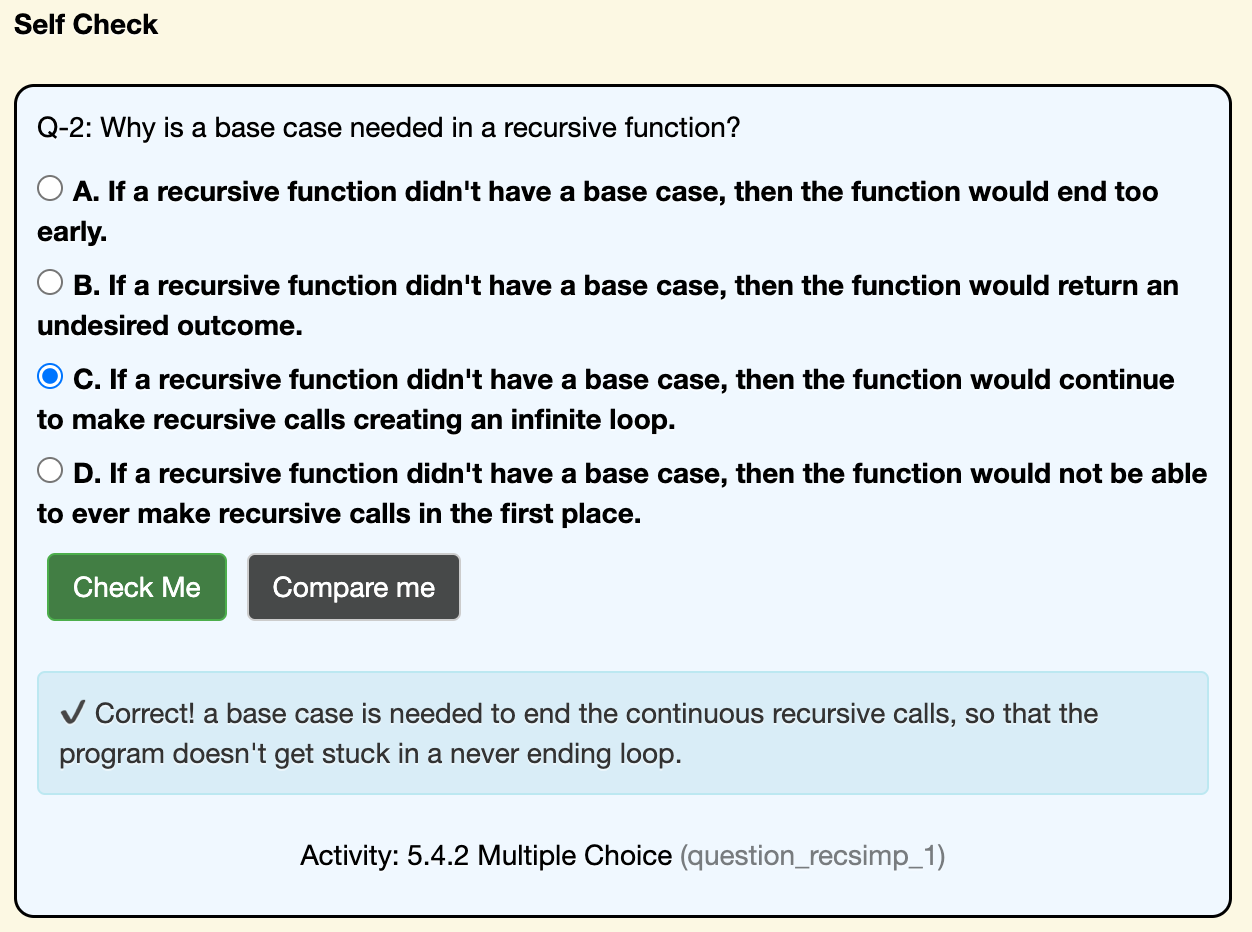 Self Check
Q-2: Why is a base case needed in a recursive function?
A. If a recursive function didn't have a base case, then the function would end too
early.
B. If a recursive function didn't have a base case, then the function would return an
undesired outcome.
C. If a recursive function didn't have a base case, then the function would continue
to make recursive calls creating an infinite loop.
D. If a recursive function didn't have a base case, then the function would not be able
to ever make recursive calls in the first place.
Check Me Compare me
✔ Correct! a base case is needed to end the continuous recursive calls, so that the
program doesn't get stuck in a never ending loop.
Activity: 5.4.2 Multiple Choice (question_recsimp_1)